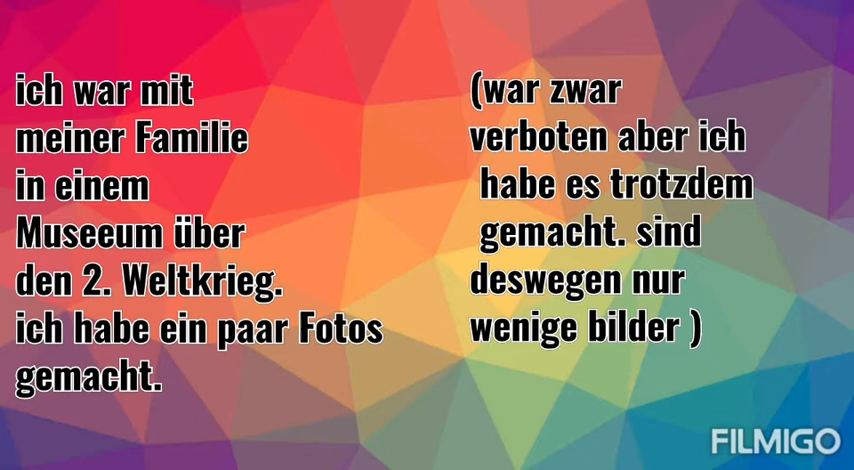 ich war mit
meiner Familie
in einem
Museeum über
den 2. Weltkrieg.
ich habe ein paar Fotos
gemacht.
(war zwar
verboten aber ich
habe es trotzdem
gemacht. sind
deswegen nur
wenige bilder )
FILMIGO